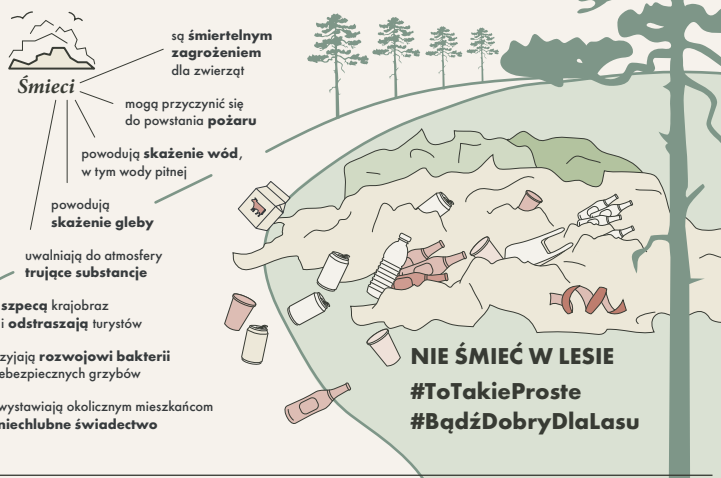 Śmieci
są śmiertelnym
zagrożeniem
dla zwierząt
mogą przyczynić się
do powstania pożaru
powodują skażenie wód,
w tym wody pitnej
powodują
skażenie gleby
uwalniają do atmosfery
trujące substancje
szpecą krajobraz
i odstraszają turystów
rozwojowi bakterii
grzybów
wystawiają okolicznym mieszkańcom
niechlubne świadectwo
NIE ŚMIEĆ W LESIE
#ToTakieProste
#BądźDobryDlaLasu